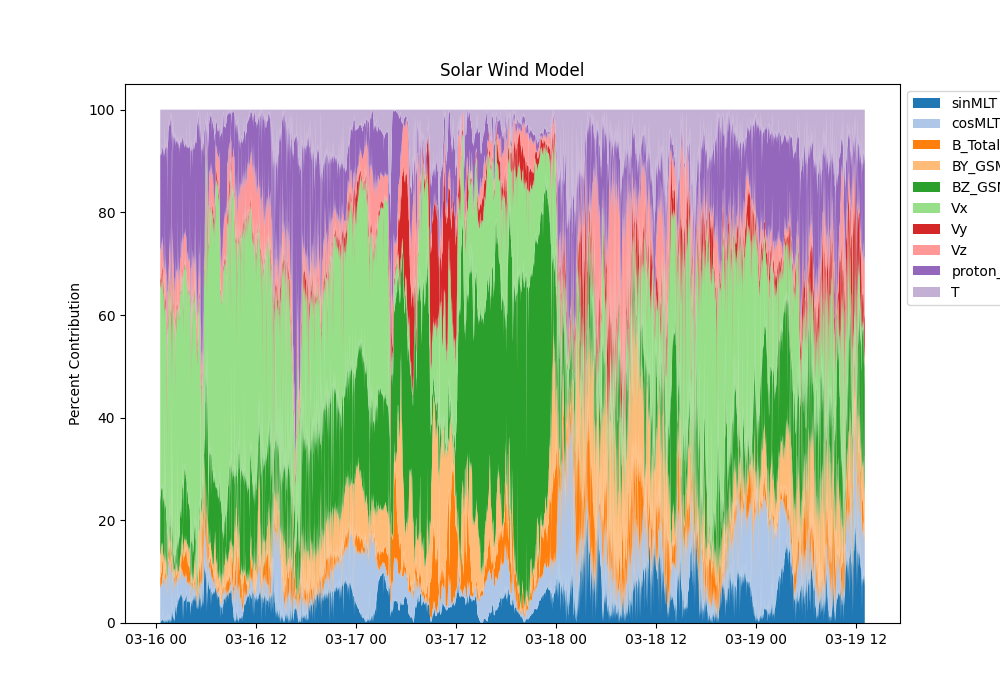 Solar Wind Model
Percent Contribution
100
80
60
40
20
0
03-16 00
03-16 12
03-17 00
03-17 12
03-18 00
03-18 12
03-19 00
03-19 12
sinMLT
cosMLT
B_Total
BY_GSM
BZ_GSM
Vx
Vy
Vz
proton_
T